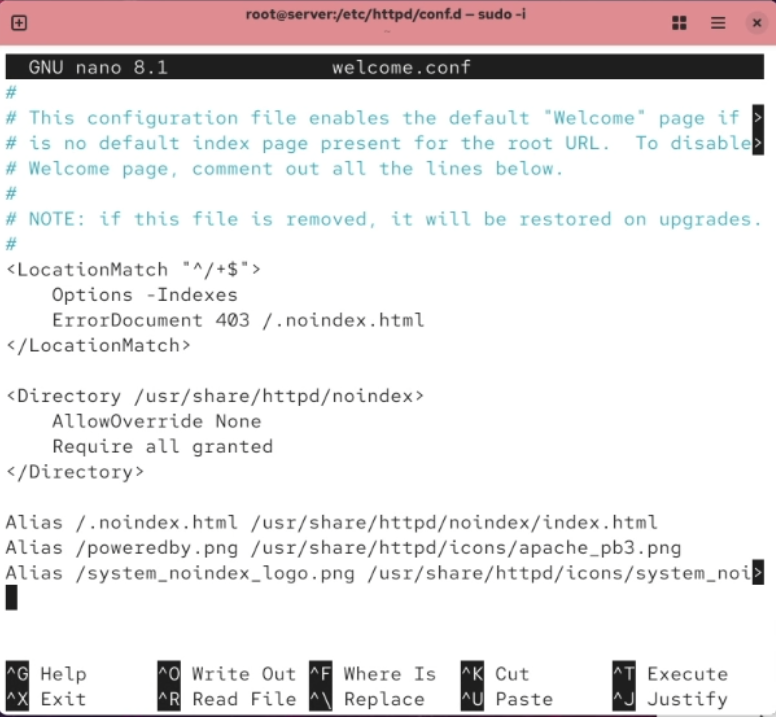 root@server:/etc/httpd/conf.d – sudo -i
GNU nano 8.1 welcome.conf
#
# This configuration file enables the default "Welcome" page if >
# is no default index page present for the root URL.  To disable>
# Welcome page, comment out all the lines below.
#
# NOTE: if this file is removed, it will be restored on upgrades.
#
<LocationMatch "^/+$">
    Options -Indexes
    ErrorDocument 403 /.noindex.html
</LocationMatch>

<Directory /usr/share/httpd/noindex>
    AllowOverride None
    Require all granted
</Directory>

Alias /.noindex.html /usr/share/httpd/noindex/index.html
Alias /poweredby.png /usr/share/httpd/icons/apache_pb3.png
Alias /system_noindex_logo.png /usr/share/httpd/icons/system_noi>
^G Help ^O Write Out ^F Where Is ^K Cut ^T Execute
^X Exit ^R Read File ^\ Replace ^U Paste ^J Justify